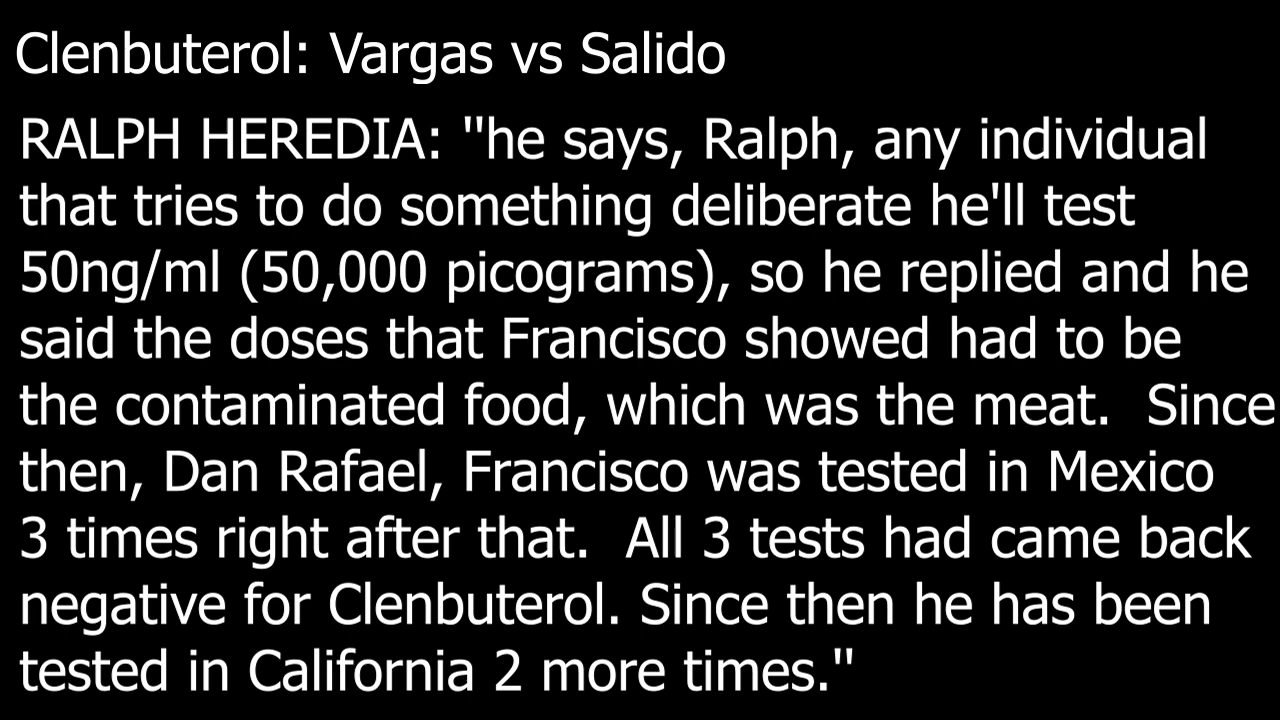 Clenbuterol: Vargas vs Salido
RALPH HEREDIA: "he says, Ralph, any individual
that tries to do something deliberate he'll test
50ng/ml (50,000 picograms), so he replied and he
said the doses that Francisco showed had to be
the contaminated food, which was the meat.  Since
then, Dan Rafael, Francisco was tested in Mexico
3 times right after that.  All 3 tests had came back
negative for Clenbuterol. Since then he has been
tested in California 2 more times."